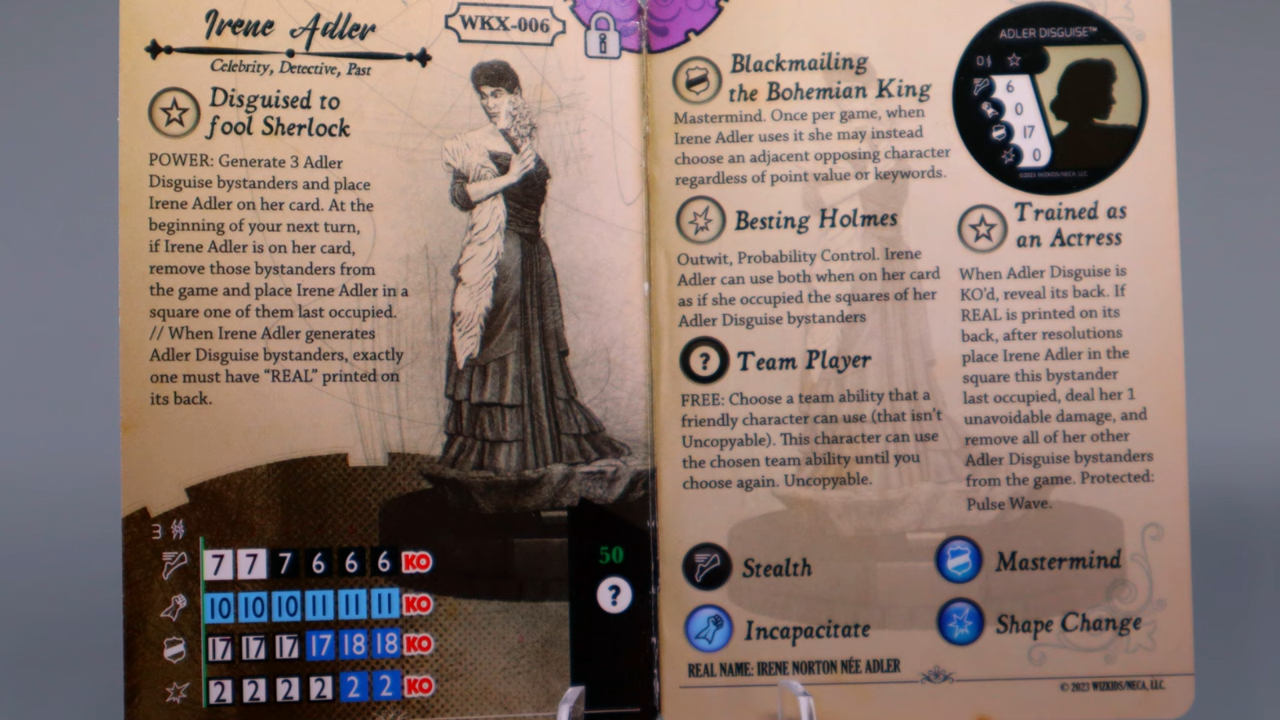 Irene Adler
WKX-006
Celebrity, Detective, Past
Disguised to
fool Sherlock
POWER: Generate 3 Adler
Disguise bystanders and place
Irene Adler on her card. At the
beginning of your next turn,
if Irene Adler is on her card,
remove those bystanders from
the game and place Irene Adler in a
square one of them last occupied.
// When Irene Adler generates
Adler Disguise bystanders, exactly
one must have “REAL” printed on
its back.
3
7 7 7 6 6 6 KO
10 10 10 11 11 11 KO
17 17 17 17 18 18 KO
2 2 2 2 2 2 KO
50
?
Blackmailing
the Bohemian King
Mastermind. Once per game, when
Irene Adler uses it she may instead
choose an adjacent opposing character
regardless of point value or keywords.
Besting Holmes
Outwit, Probability Control. Irene
Adler can use both when on her card
as if she occupied the squares of her
Adler Disguise bystanders
? Team Player
FREE: Choose a team ability that a
friendly character can use (that isn’t
Uncopyable). This character can use
the chosen team ability until you
choose again. Uncopyable.
ADLER DISGUISE™
0
6
0
17
0
©2023 WIZKIDS/NECA, LLC
Trained as
an Actress
When Adler Disguise is
KO’d, reveal its back. If
REAL is printed on its
back, after resolutions
place Irene Adler in the
square this bystander
last occupied, deal her 1
unavoidable damage, and
remove all of her other
Adler Disguise bystanders
from the game. Protected:
Pulse Wave.
Stealth
Mastermind
Incapacitate
Shape Change
REAL NAME: IRENE NORTON NÉE ADLER
© 2023 WIZKIDS/NECA, LLC.